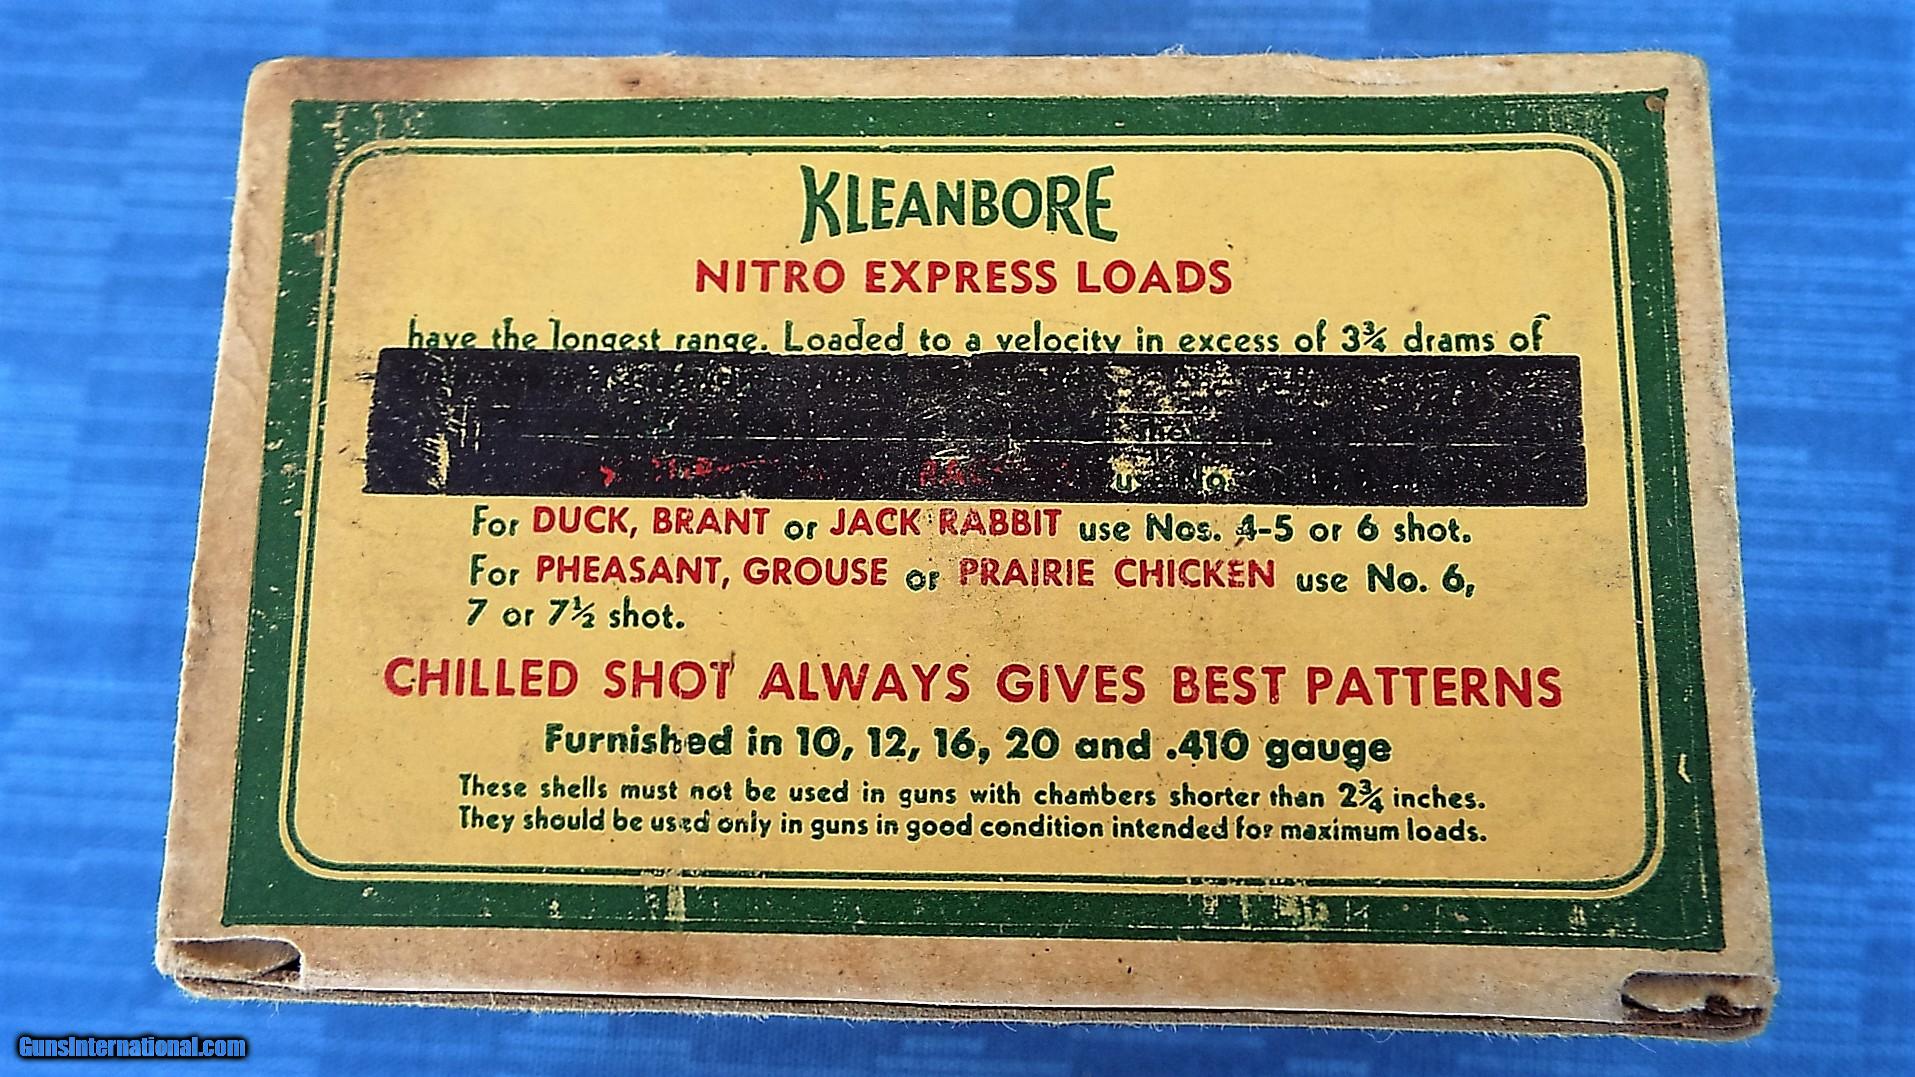 KLEANBORE
NITRO EXPRESS LOADS
have the longest range. Loaded to a velocity in excess of 3¾ drams of
use No.
For DUCK, BRANT or JACK RABBIT use Nos. 4-5 or 6 shot.
For PHEASANT, GROUSE or PRAIRIE CHICKEN use No. 6,
7 or 7½ shot.
CHILLED SHOT ALWAYS GIVES BEST PATTERNS
Furnished in 10, 12, 16, 20 and .410 gauge
These shells must not be used in guns with chambers shorter than 2¾ inches.
They should be used only in guns in good condition intended for maximum loads.
GunsInternational.com